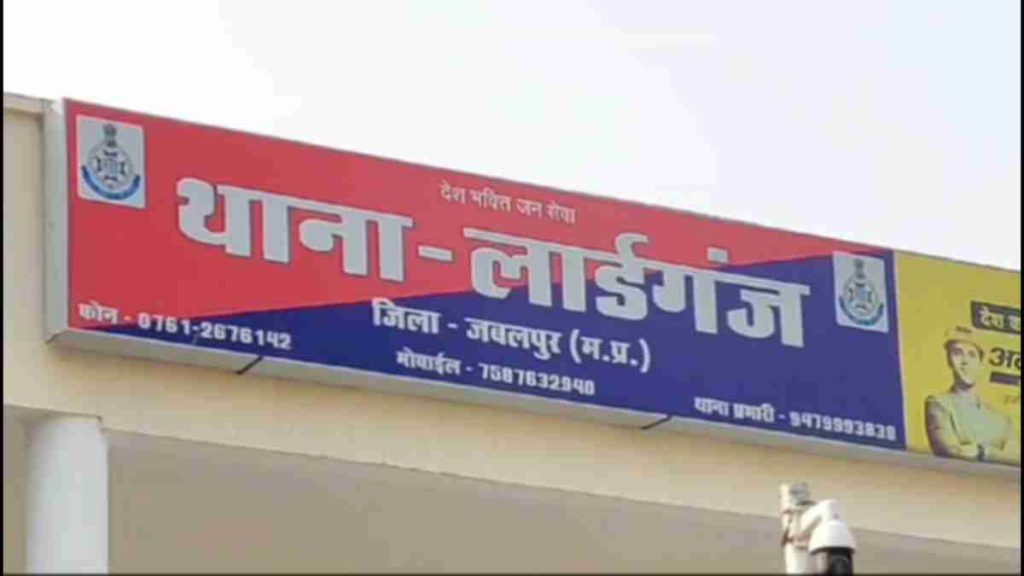 देश भक्ति जन सेवा
थाना - लार्डगंज
जिला - जबलपुर (म.प्र.)
फोन - 0761-2676142
मोबाईल - 7587632940
थाना प्रभारी - 9479993838
देश